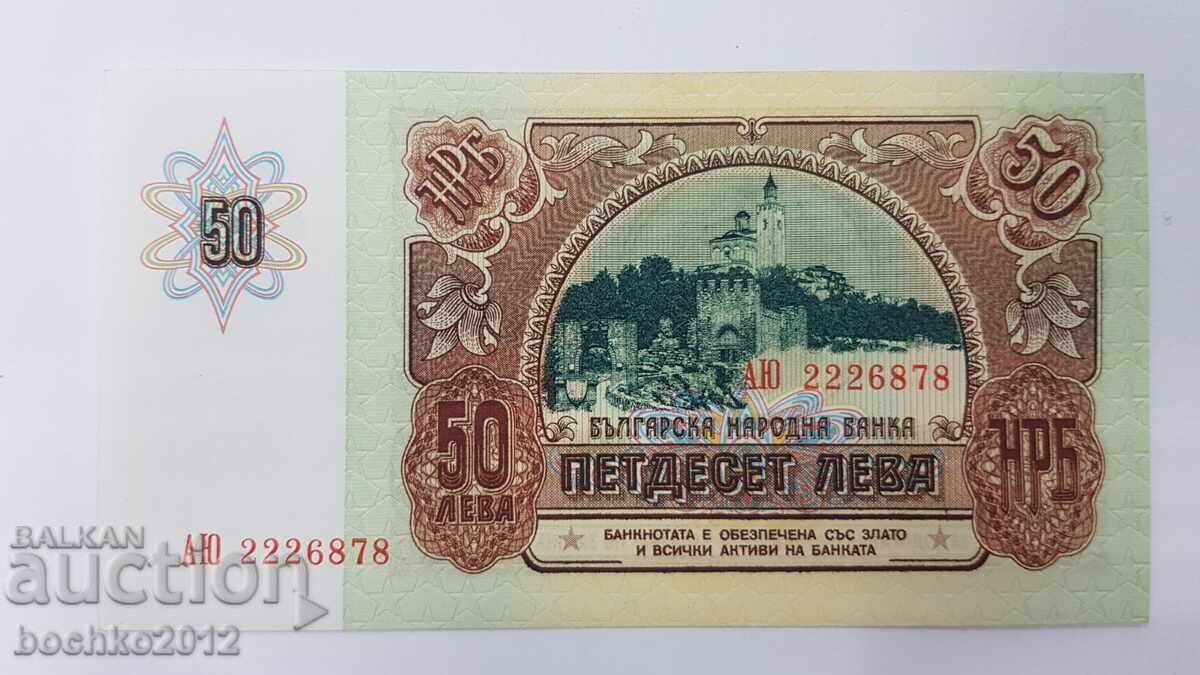 50
НРБ
50
АЮ 2226878
БЪЛГАРСКА НАРОДНА БАНКА
ПЕТДЕСЕТ ЛЕВА
50
ЛЕВА
НРБ
БАНКНОТАТА Е ОБЕЗПЕЧЕНА СЪС ЗЛАТО
И ВСИЧКИ АКТИВИ НА БАНКАТА
АЮ 2226878
BALKAN
auction
bochko2012